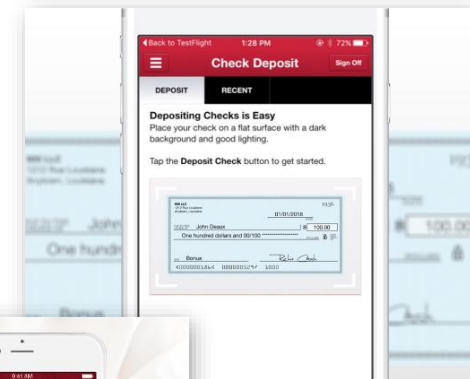 Back to TestFlight 1:28 PM 72%
Check Deposit Sign Off
DEPOSIT RECENT
Depositing Checks is Easy
Place your check on a flat surface with a dark
background and good lighting.
Tap the Deposit Check button to get started.
01/01/2018
John Deaux $ 100.00
One hundred dollars and 00/100
Bonus
One hundr
100.00
Bonus
9:41 AM